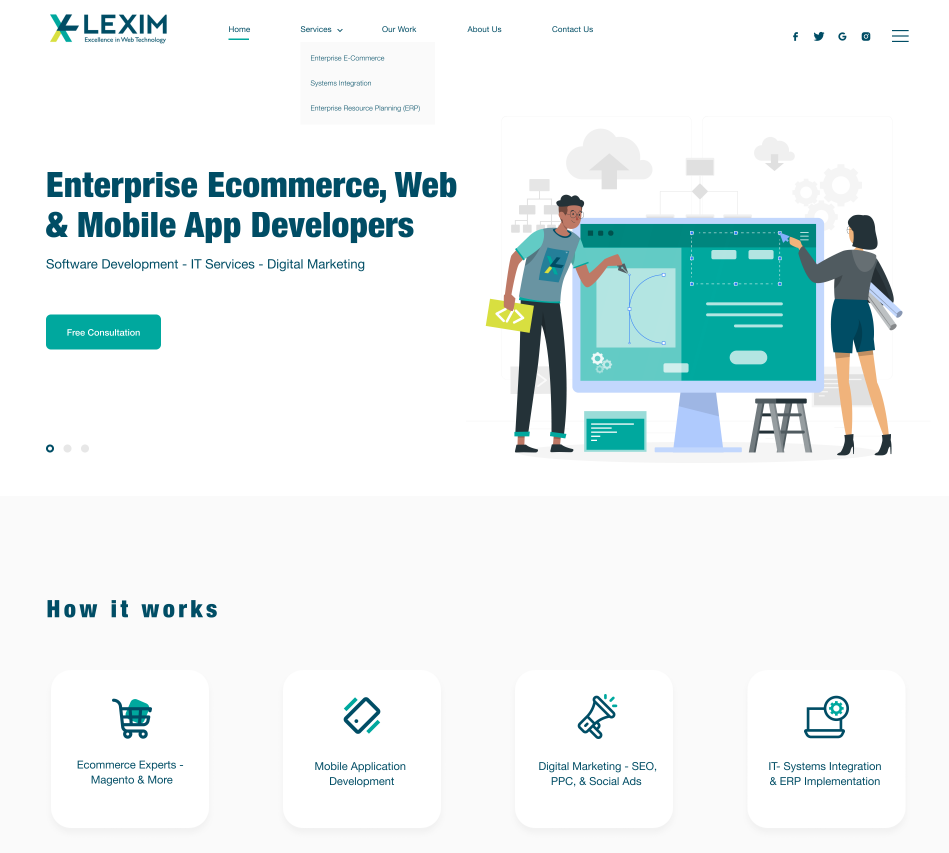 LEXIM
Excellence in Web Technology
Home
Services
Our Work
About Us
Contact Us
Enterprise E-Commerce
Systems Integration
Enterprise Resource Planning (ERP)
Enterprise Ecommerce, Web
& Mobile App Developers
Software Development - IT Services - Digital Marketing
Free Consultation
</>
How it works
Ecommerce Experts -
Magento & More
Mobile Application
Development
Digital Marketing - SEO,
PPC, & Social Ads
IT- Systems Integration
& ERP Implementation